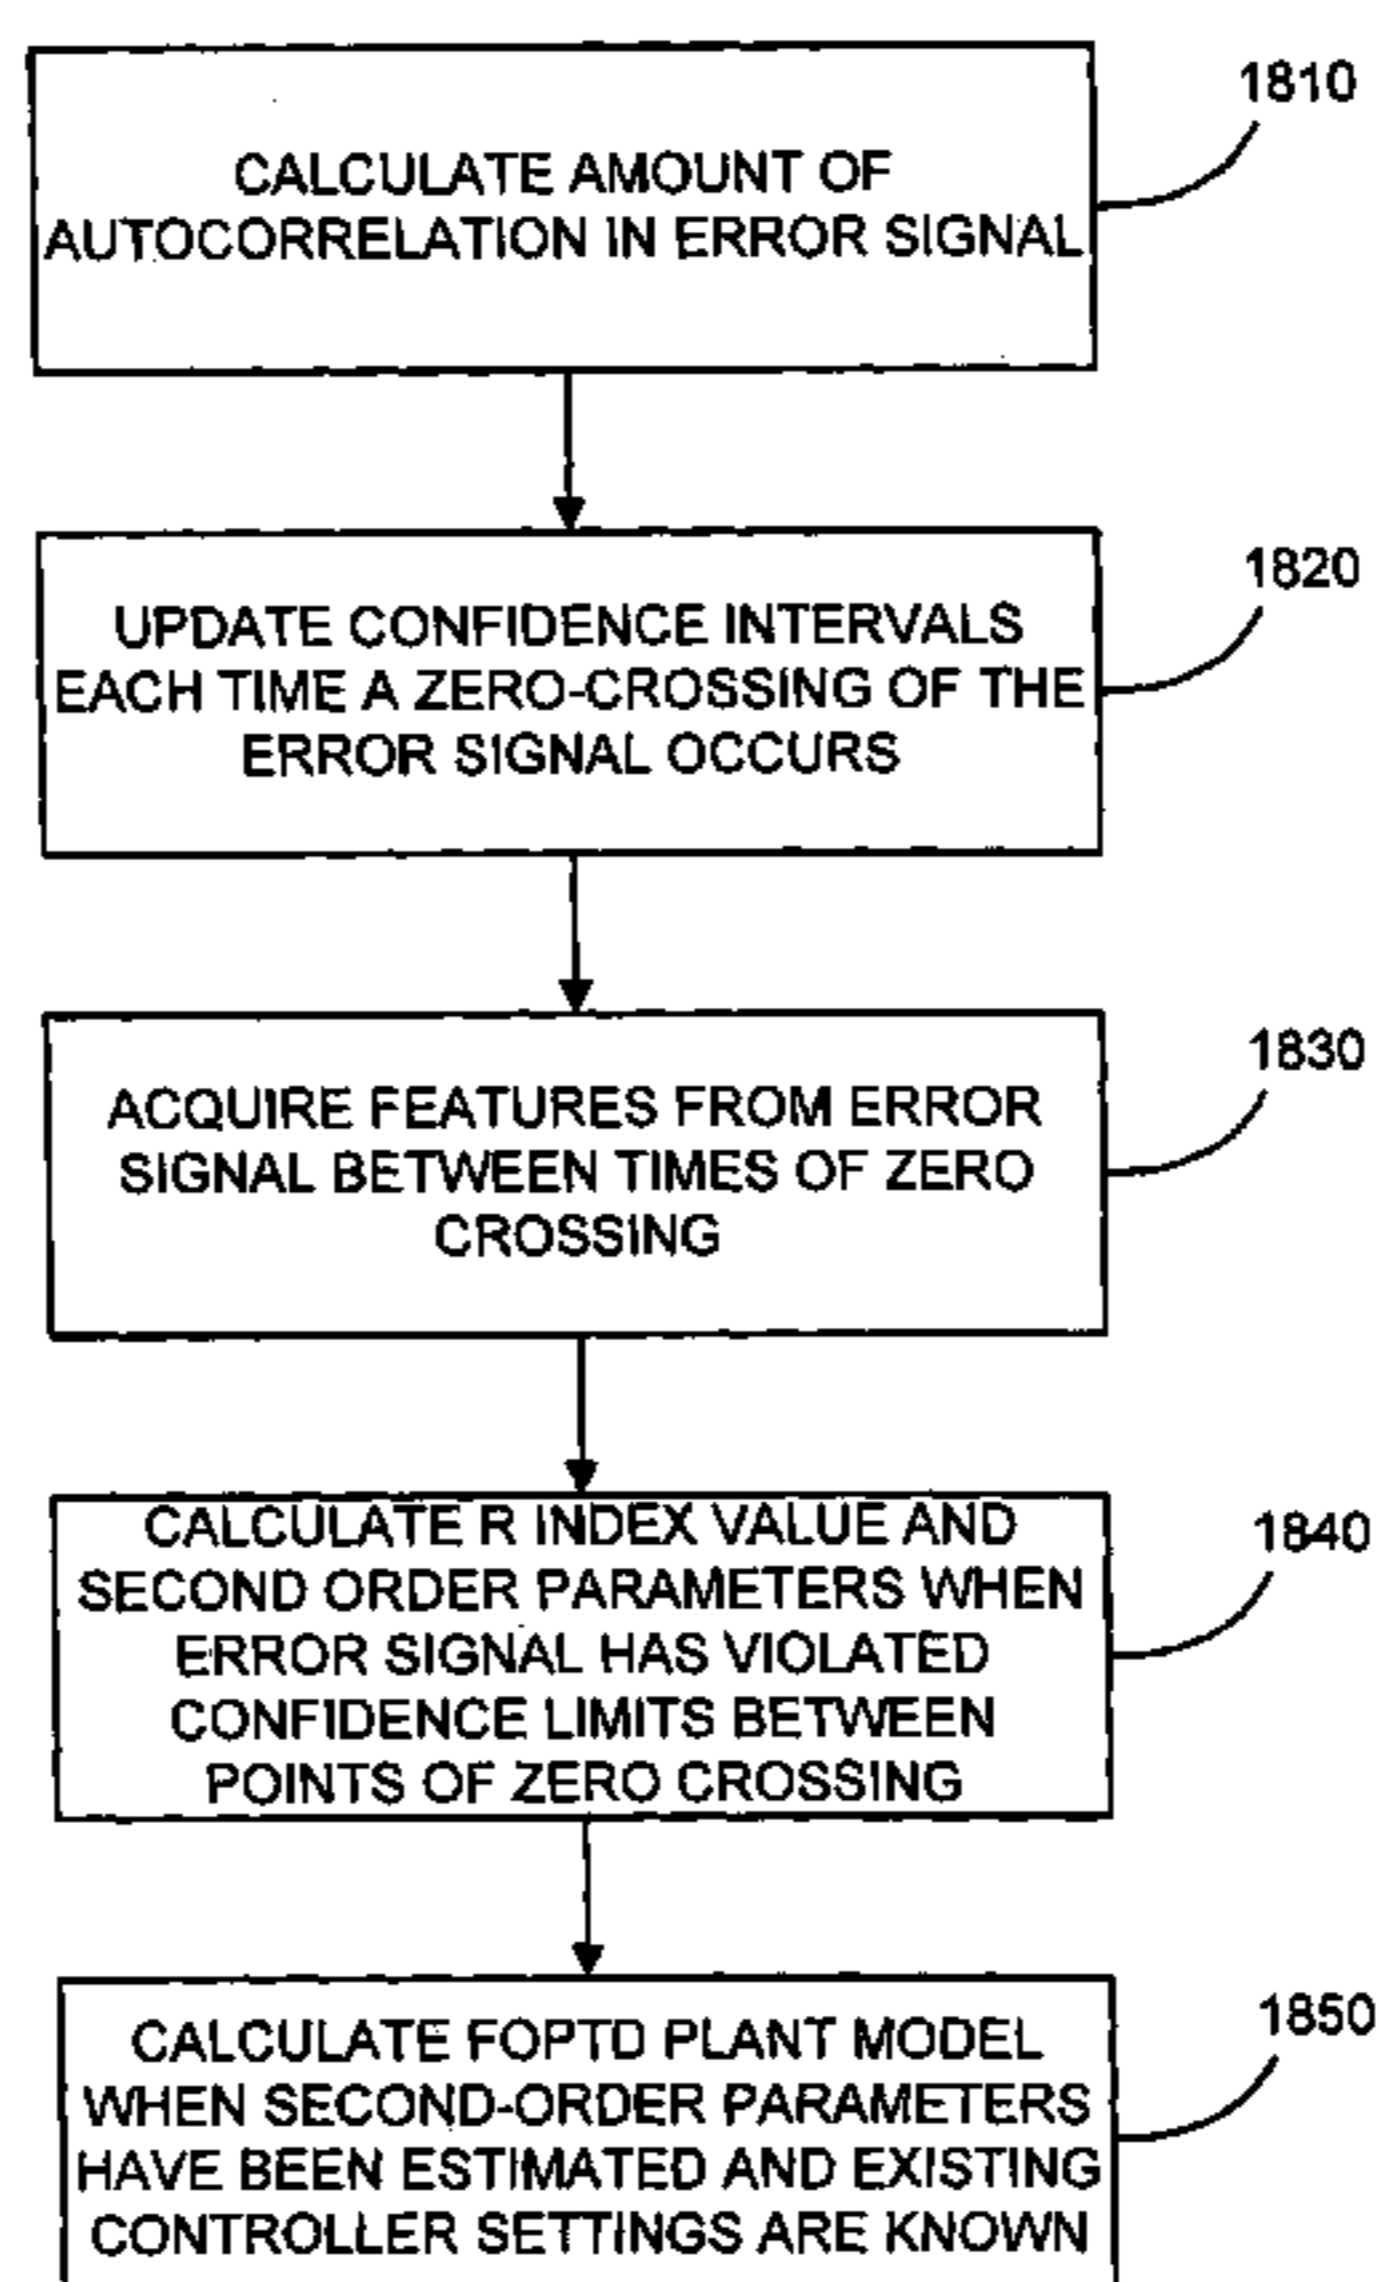 1810
CALCULATE AMOUNT OF
AUTOCORRELATION IN ERROR SIGNAL
1820
UPDATE CONFIDENCE INTERVALS
EACH TIME A ZERO-CROSSING OF THE
ERROR SIGNAL OCCURS
1830
ACQUIRE FEATURES FROM ERROR
SIGNAL BETWEEN TIMES OF ZERO
CROSSING
1840
CALCULATE R INDEX VALUE AND
SECOND ORDER PARAMETERS WHEN
ERROR SIGNAL HAS VIOLATED
CONFIDENCE LIMITS BETWEEN
POINTS OF ZERO CROSSING
1850
CALCULATE FOPTD PLANT MODEL
WHEN SECOND-ORDER PARAMETERS
HAVE BEEN ESTIMATED AND EXISTING
CONTROLLER SETTINGS ARE KNOWN